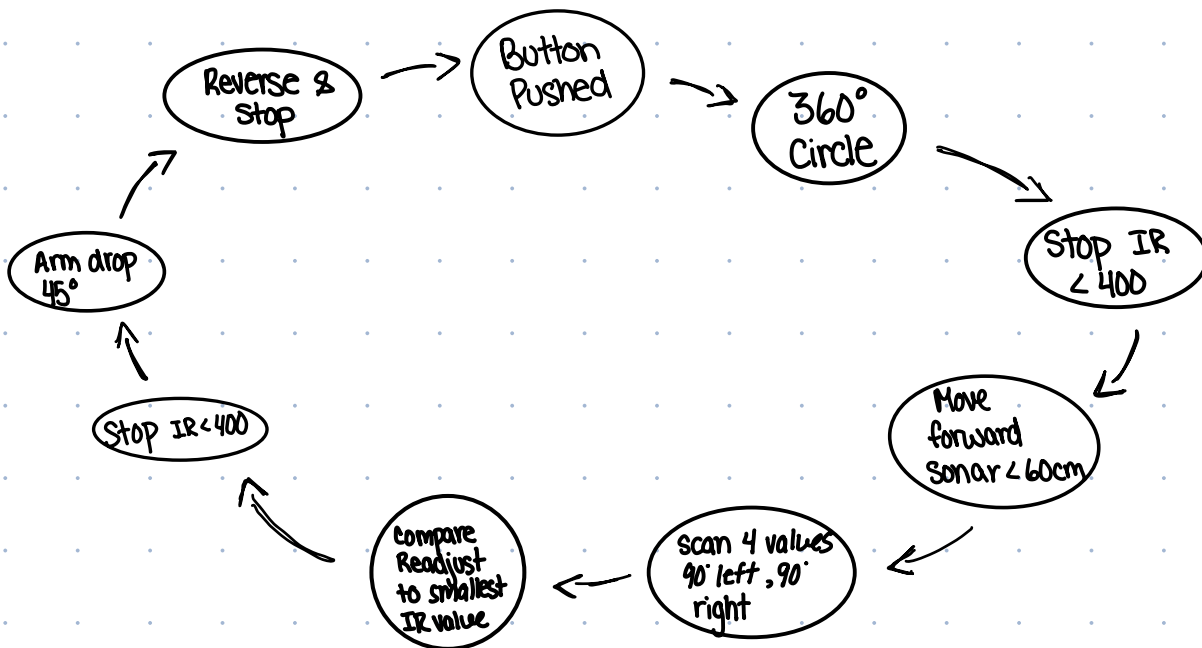 Button
Pushed
360°
Circle
Stop IR
< 400
Move
forward
sonar < 60cm
scan 4 values
90° left, 90°
right
compare
Readjust
to smallest
IR value
Stop IR < 400
Arm drop
45°
Reverse &
Stop